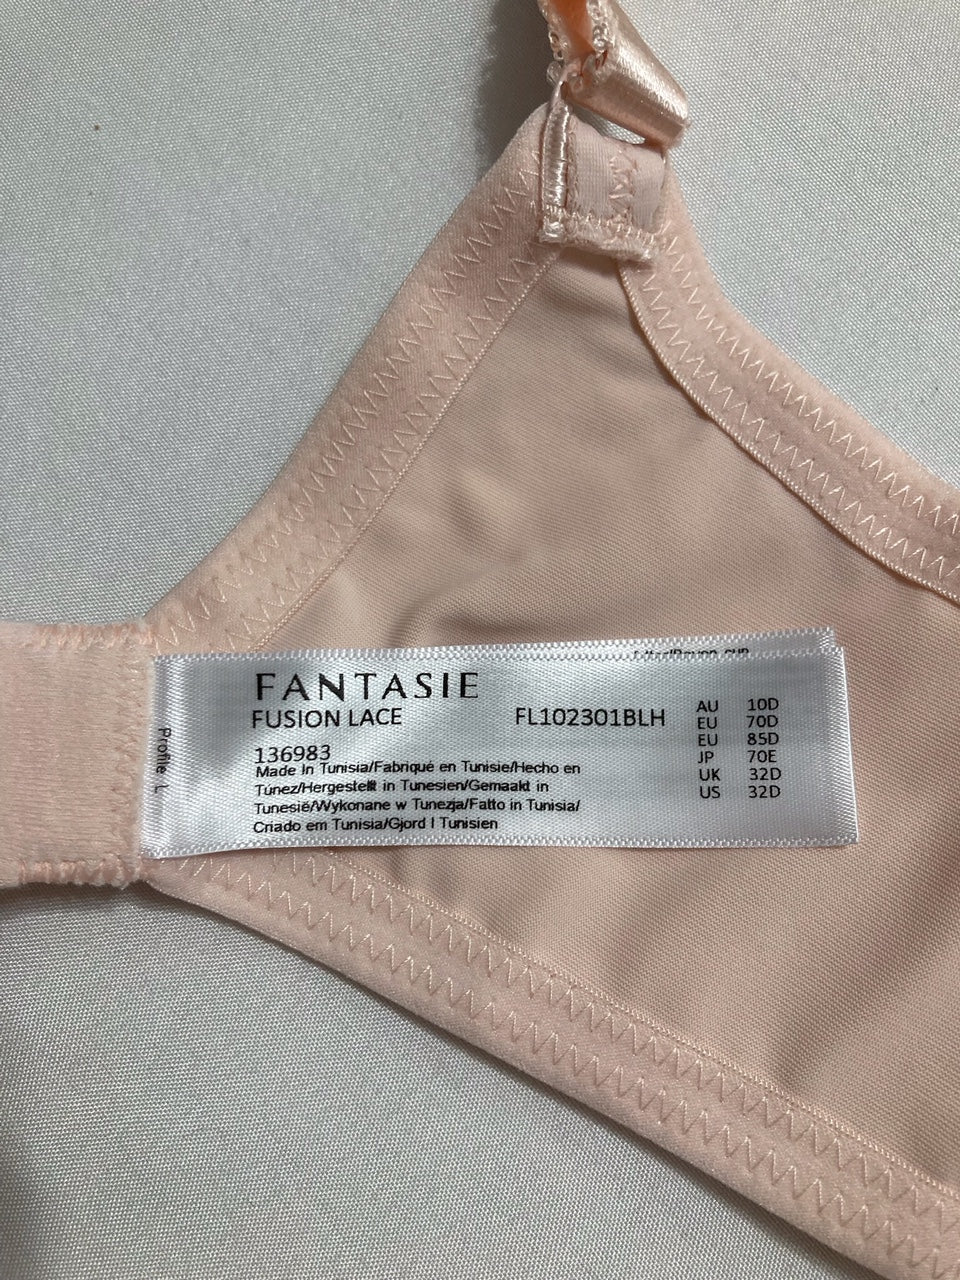 FANTASIE
FUSION LACE
FL102301BLH
136983
Made In Tunisia/Fabriqué en Tunisie/Hecho en
Túnez/Hergestellt in Tunesien/Gemaakt in
Tunesië/Wykonane w Tunezja/Fatto in Tunisia/
Criado em Tunisia/Gjord I Tunisien
AU 10D
EU 70D
EU 85D
JP 70E
UK 32D
US 32D
Profile L